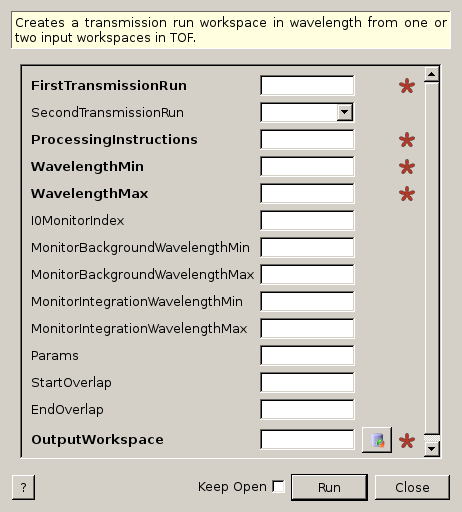 Creates a transmission run workspace in wavelength from one or
two input workspaces in TOF.
FirstTransmissionRun
SecondTransmissionRun
ProcessingInstructions
WavelengthMin
WavelengthMax
I0MonitorIndex
MonitorBackgroundWavelengthMin
MonitorBackgroundWavelengthMax
MonitorIntegrationWavelengthMin
MonitorIntegrationWavelengthMax
Params
StartOverlap
EndOverlap
OutputWorkspace
? Keep Open Run Close